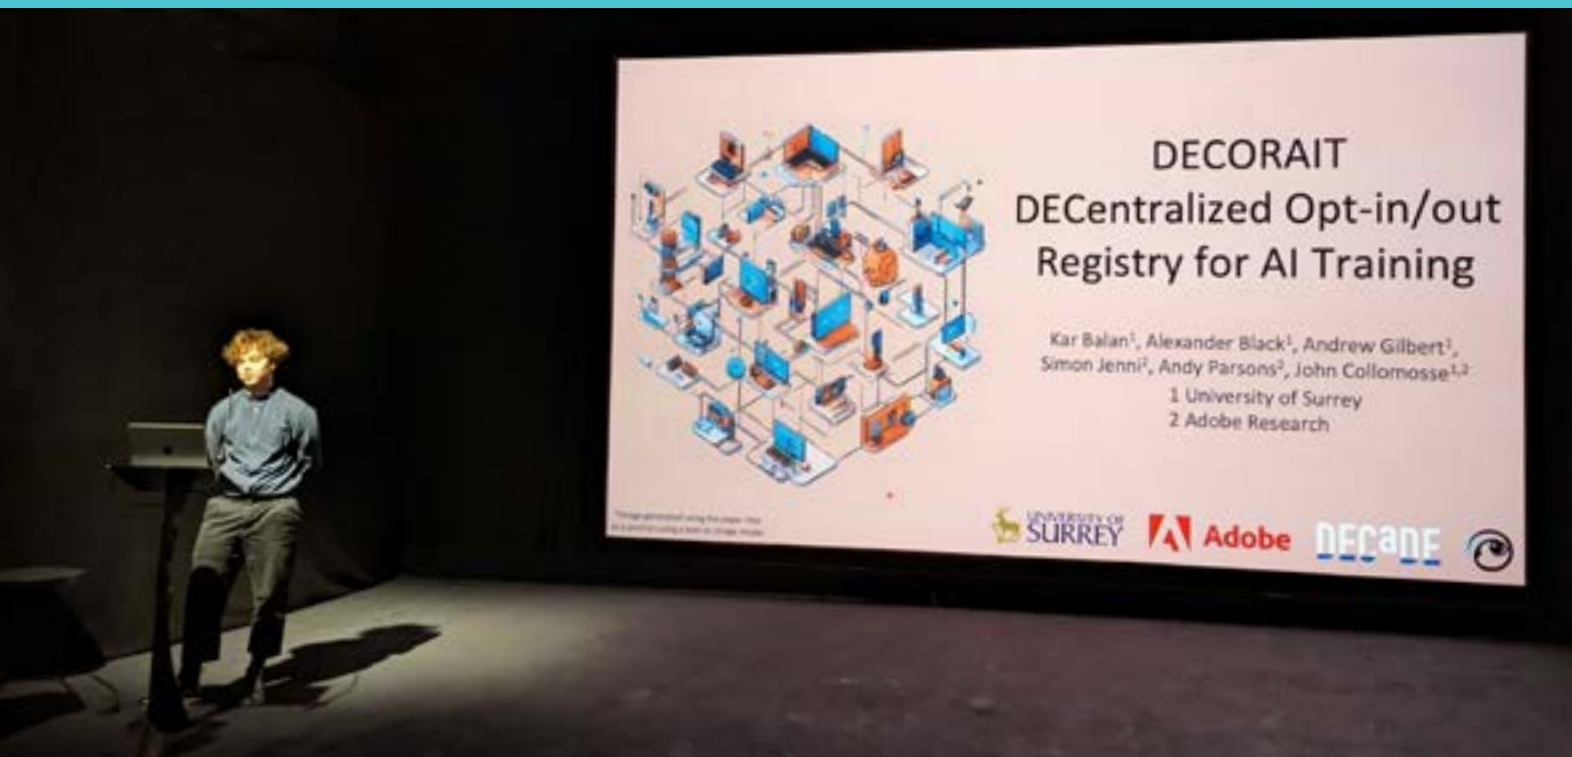 DECORAIT
DECentralized Opt-in/out
Registry for AI Training
Kar Balan¹, Alexander Black¹, Andrew Gilbert¹,
Simon Jenni², Andy Parsons², John Collomosse¹,²
1 University of Surrey
2 Adobe Research
UNIVERSITY OF
SURREY
Adobe
DECaDE